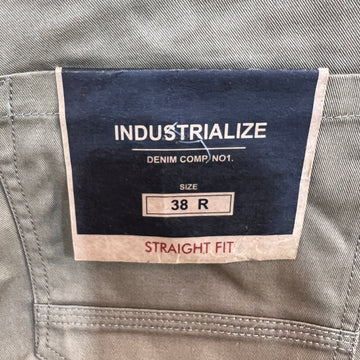 INDUSTRIALIZE
DENIM COMP. NO1.
SIZE
38 R
STRAIGHT FIT